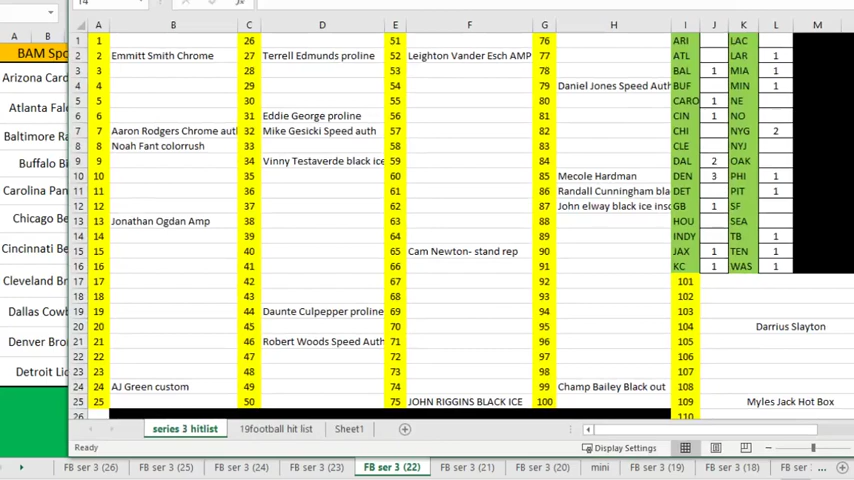 A B C D E F G H I J K L M
A B
BAM Spo
Arizona Card
Atlanta Falc
Baltimore Ra
Buffalo Bi
Carolina Pan
Chicago Be
Cincinnati Be
Cleveland Br
Dallas Cowb
Denver Bro
Detroit Lio
1 1 26 51 76 ARI LAC
2 2 Emmitt Smith Chrome 27 Terrell Edmunds proline 52 Leighton Vander Esch AMP 77 ATL LAR 1
3 3 28 53 78 BAL 1 MIA 1
4 4 29 54 79 Daniel Jones Speed Auth BUF MIN 1
5 5 30 55 80 CARO 1 NE
6 6 31 Eddie George proline 56 81 CIN 1 NO
7 7 Aaron Rodgers Chrome aut 32 Mike Gesicki Speed auth 57 82 CHI NYG 2
8 8 Noah Fant colorrush 33 58 83 CLE NYJ
9 9 34 Vinny Testaverde black ice 59 84 DAL 2 OAK
10 10 35 60 85 Mecole Hardman DEN 3 PHI 1
11 11 36 61 86 Randall Cunningham bla DET PIT 1
12 12 37 62 87 John elway black ice insc GB 1 SF
13 13 Jonathan Ogdan Amp 38 63 88 HOU SEA
14 14 39 64 89 INDY TB 1
15 15 40 65 Cam Newton- stand rep 90 JAX 1 TEN 1
16 16 41 66 91 KC 1 WAS 1
17 17 42 67 92 101
18 18 43 68 93 102
19 19 44 Daunte Culpepper proline 69 94 103
20 20 45 70 95 104 Darrius Slayton
21 21 46 Robert Woods Speed Auth 71 96 105
22 22 47 72 97 106
23 23 48 73 98 107
24 24 AJ Green custom 49 74 99 Champ Bailey Black out 108
25 25 50 75 JOHN RIGGINS BLACK ICE 100 109 Myles Jack Hot Box
26 110
series 3 hitlist 19football hit list Sheet1
Ready Display Settings
FB ser 3 (26) FB ser 3 (25) FB ser 3 (24) FB ser 3 (23) FB ser 3 (22) FB ser 3 (21) FB ser 3 (20) mini FB ser 3 (19) FB ser 3 (18) FB ser : ...